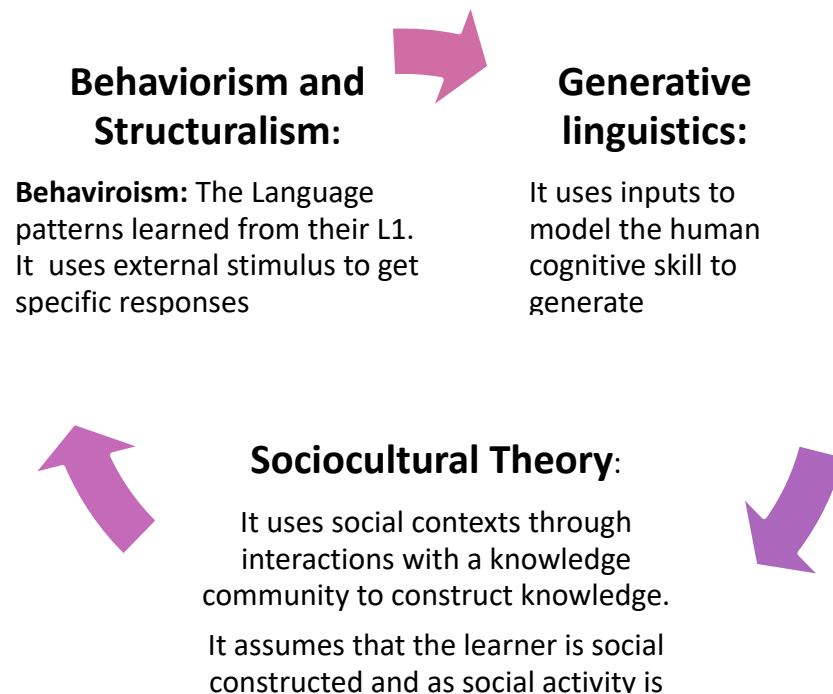 Behaviorism and
Structuralism:
Behaviroism: The Language
patterns learned from their L1.
It  uses external stimulus to get
specific responses
Generative
linguistics:
It uses inputs to
model the human
cognitive skill to
generate
Sociocultural Theory:
It uses social contexts through
interactions with a knowledge
community to construct knowledge.
It assumes that the learner is social
constructed and as social activity is